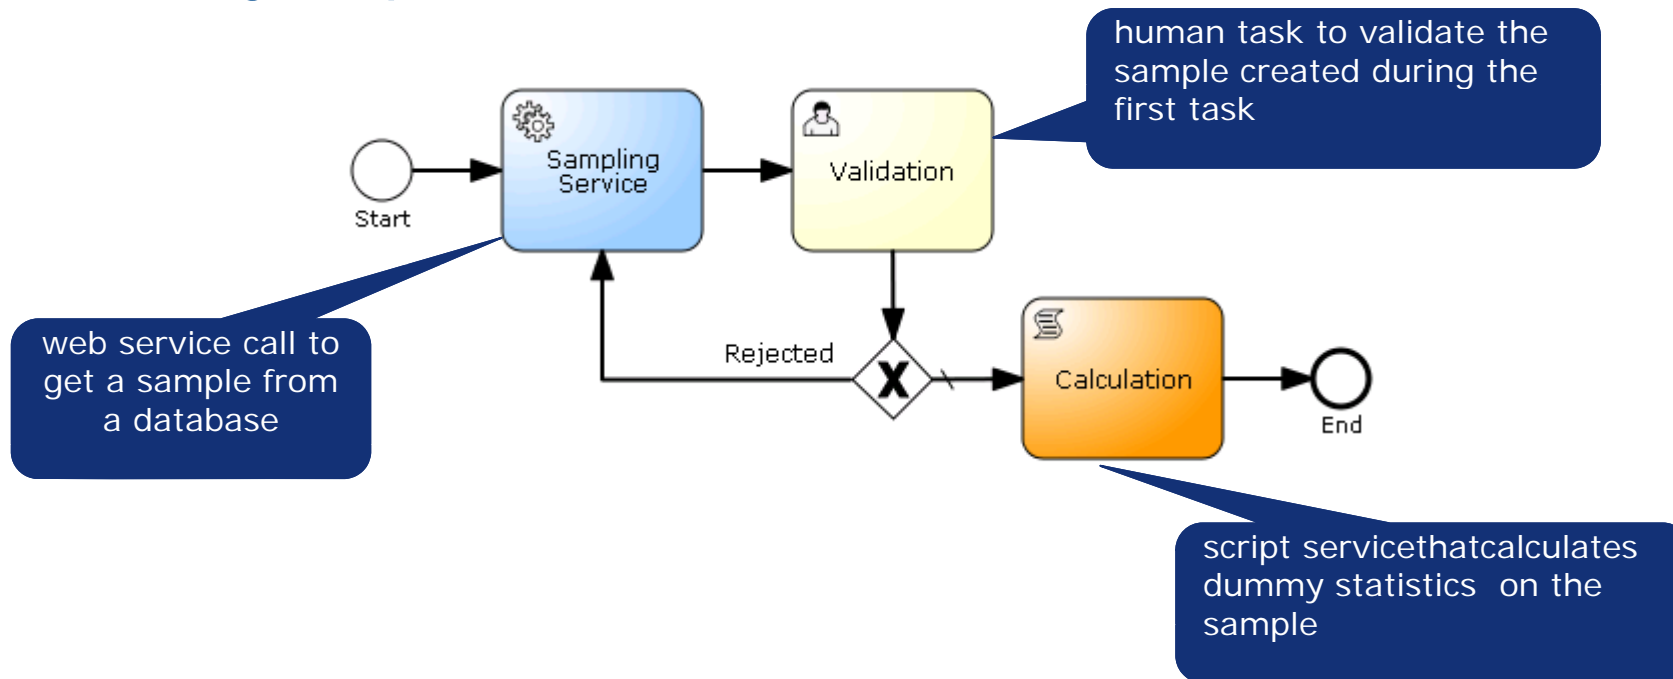 human task to validate the
sample created during the
first task
Sampling
Service
Validation
Start
web service call to
get a sample from
a database
Rejected
X
Calculation
End
script servicethatcalculates
dummy statistics on the
sample